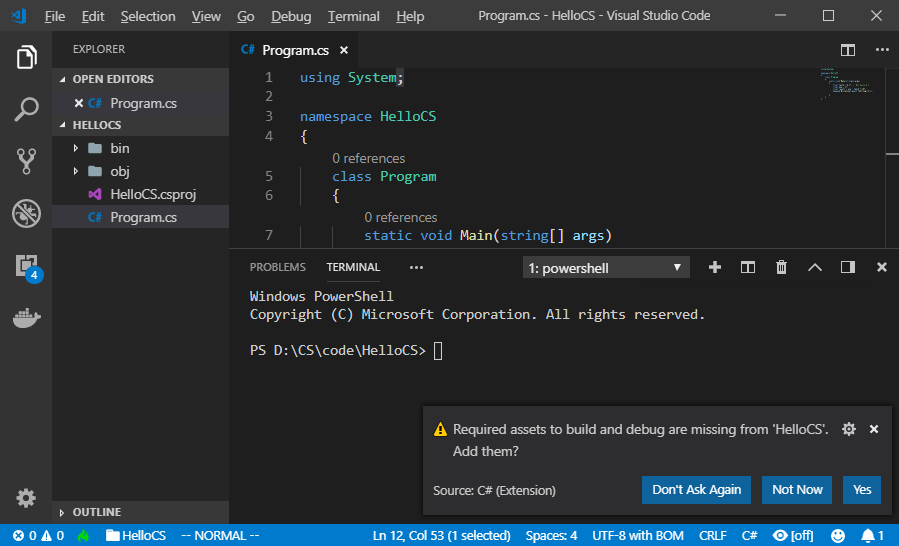 File Edit Selection View Go Debug Terminal Help Program.cs - HelloCS - Visual Studio Code
EXPLORER
OPEN EDITORS
C# Program.cs
HELLOCS
bin
obj
HelloCS.csproj
C# Program.cs
OUTLINE
4
C# Program.cs
1 using System;
2
3 namespace HelloCS
4 {
0 references
5 class Program
6 {
0 references
7 static void Main(string[] args)
PROBLEMS TERMINAL ··· 1: powershell
Windows PowerShell
Copyright (C) Microsoft Corporation. All rights reserved.
PS D:\CS\code\HelloCS>
Required assets to build and debug are missing from 'HelloCS'.
Add them?
Source: C# (Extension) Don't Ask Again Not Now Yes
0 0 HelloCS -- NORMAL -- Ln 12, Col 53 (1 selected) Spaces: 4 UTF-8 with BOM CRLF C# [off] 1